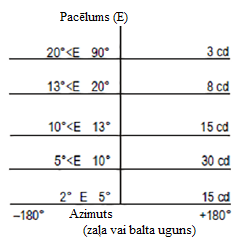 Pacēlums (E)
20°<E 90° 3 cd
13°<E 20° 8 cd
10°<E 13° 15 cd
5°<E 10° 30 cd
2° E 5° 15 cd
–180° Azimuts +180°
(zaļa vai balta uguns)